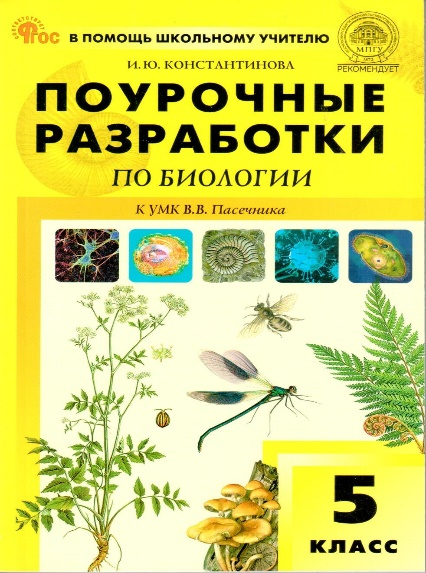 ФГОС
В ПОМОЩЬ ШКОЛЬНОМУ УЧИТЕЛЮ
МПГУ
РЕКОМЕНДУЕТ
И. Ю. КОНСТАНТИНОВА
ПОУРОЧНЫЕ
РАЗРАБОТКИ
ПО БИОЛОГИИ
К УМК В.В. Пасечника
5
КЛАСС